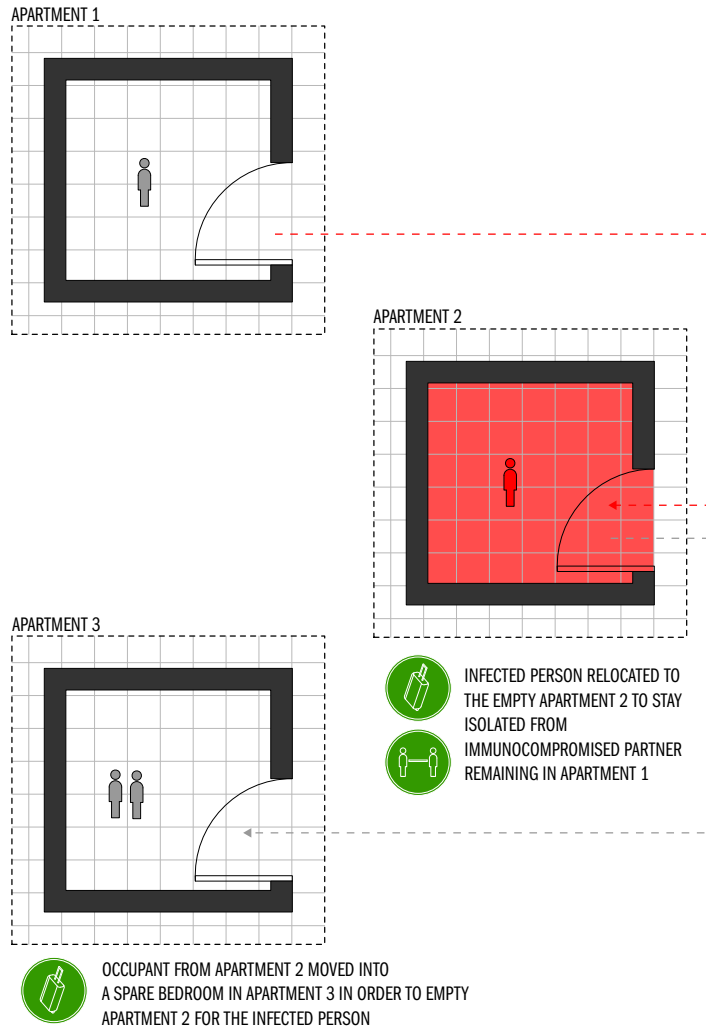 APARTMENT 1
APARTMENT 2
INFECTED PERSON RELOCATED TO
THE EMPTY APARTMENT 2 TO STAY
ISOLATED FROM
IMMUNOCOMPROMISED PARTNER
REMAINING IN APARTMENT 1
APARTMENT 3
OCCUPANT FROM APARTMENT 2 MOVED INTO
A SPARE BEDROOM IN APARTMENT 3 IN ORDER TO EMPTY
APARTMENT 2 FOR THE INFECTED PERSON